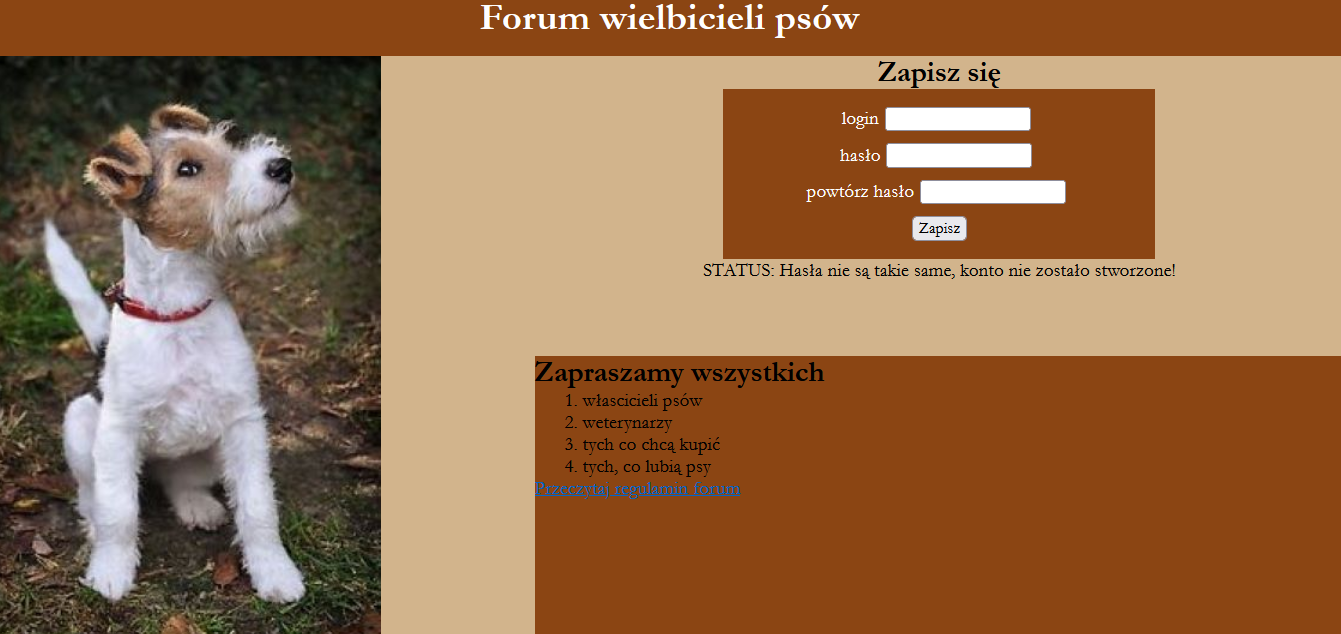 Forum wielbicieli psów
Zapisz się
login
hasło
powtórz hasło
Zapisz
STATUS: Hasła nie są takie same, konto nie zostało stworzone!
Zapraszamy wszystkich
1. włascicieli psów
2. weterynarzy
3. tych co chcą kupić
4. tych, co lubią psy
Przeczytaj regulamin forum